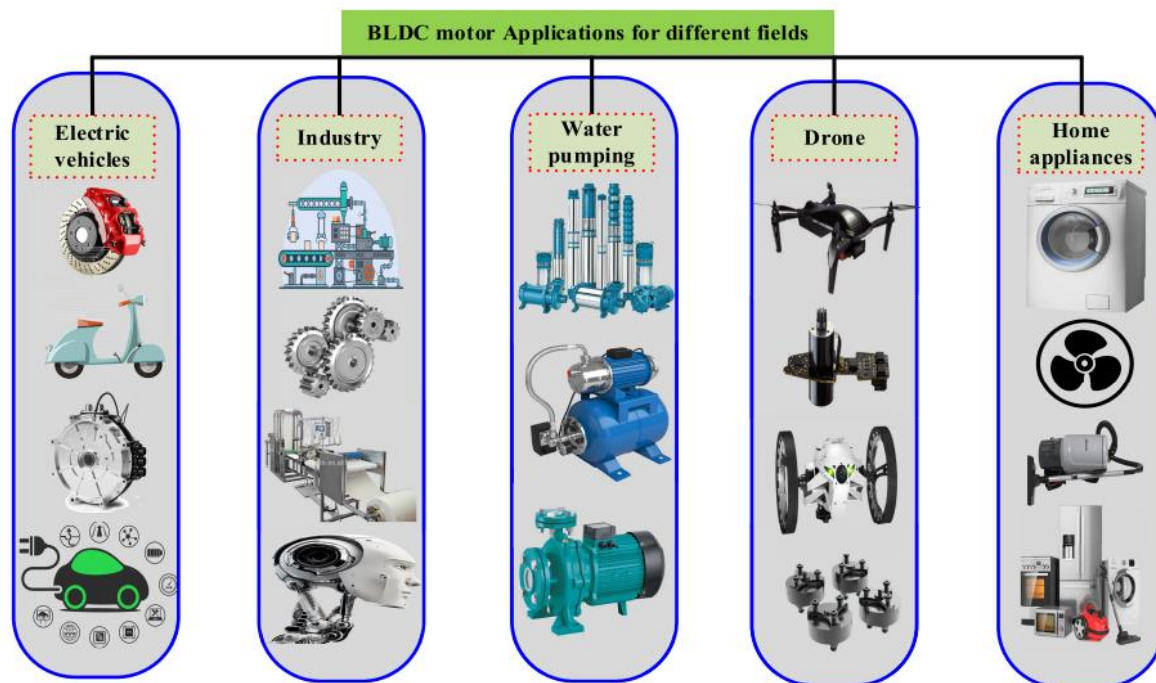 BLDC motor Applications for different fields
Electric
vehicles
Industry
Water
pumping
Drone
Home
appliances